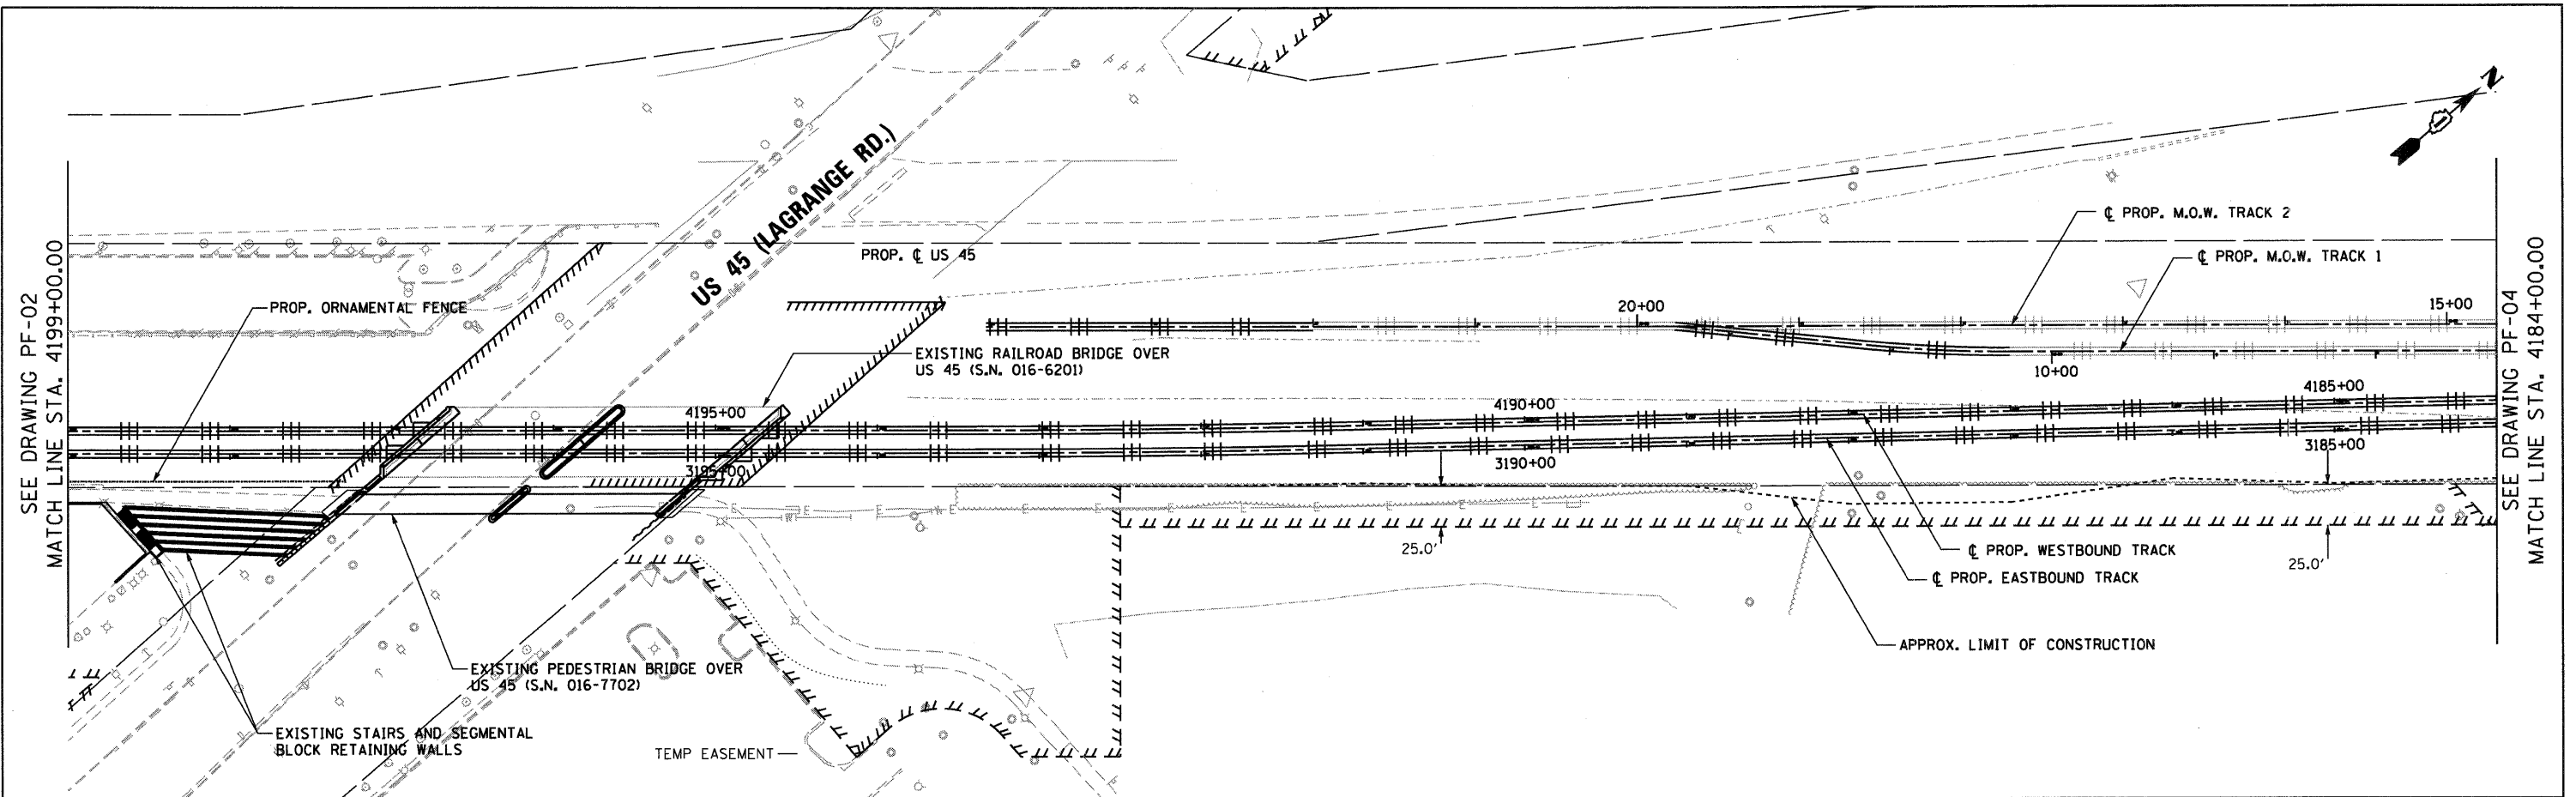 N
US 45 (LAGRANGE RD.)
℄ PROP. M.O.W. TRACK 2
PROP. ℄ US 45
℄ PROP. M.O.W. TRACK 1
SEE DRAWING PF-02
MATCH LINE STA. 4199+00.00
PROP. ORNAMENTAL FENCE
20+00
15+00
EXISTING RAILROAD BRIDGE OVER
US 45 (S.N. 016-6201)
10+00
4195+00
4190+00
4185+00
3195+00
3190+00
3185+00
SEE DRAWING PF-04
MATCH LINE STA. 4184+00.00
25.0'
25.0'
℄ PROP. WESTBOUND TRACK
℄ PROP. EASTBOUND TRACK
APPROX. LIMIT OF CONSTRUCTION
EXISTING PEDESTRIAN BRIDGE OVER
US 45 (S.N. 016-7702)
EXISTING STAIRS AND SEGMENTAL
BLOCK RETAINING WALLS
TEMP EASEMENT